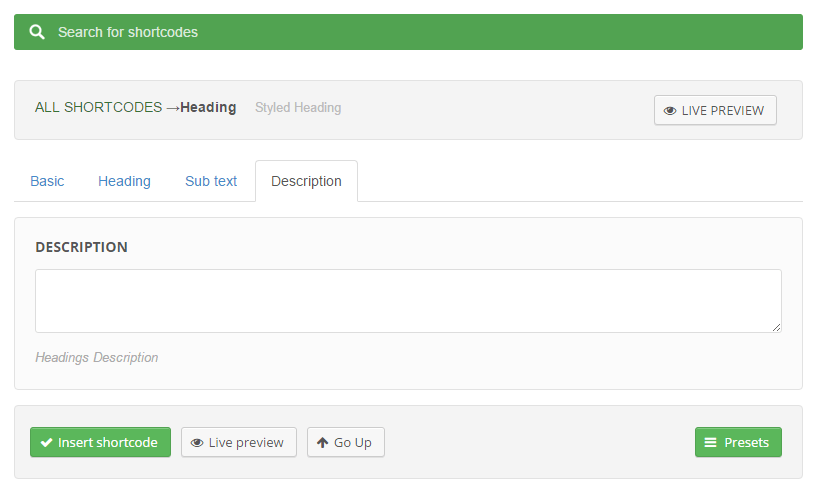 Search for shortcodes
ALL SHORTCODES →Heading Styled Heading LIVE PREVIEW
Basic Heading Sub text Description
DESCRIPTION
Headings Description
Insert shortcode Live preview Go Up Presets